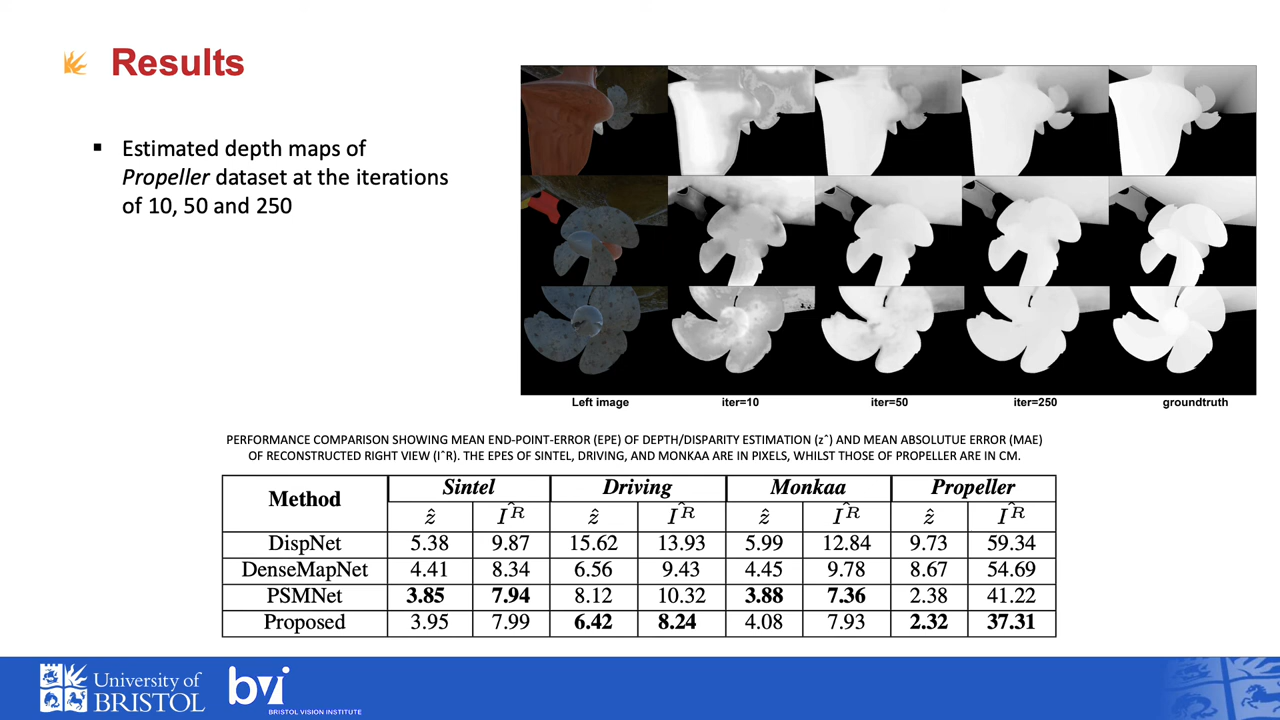 Results
▪ Estimated depth maps of
Propeller dataset at the iterations
of 10, 50 and 250
Left image iter=10 iter=50 iter=250 groundtruth
PERFORMANCE COMPARISON SHOWING MEAN END-POINT-ERROR (EPE) OF DEPTH/DISPARITY ESTIMATION (zˆ) AND MEAN ABSOLUTUE ERROR (MAE)
OF RECONSTRUCTED RIGHT VIEW (IˆR). THE EPES OF SINTEL, DRIVING, AND MONKAA ARE IN PIXELS, WHILST THOSE OF PROPELLER ARE IN CM.
Method Sintel Driving Monkaa Propeller
ẑ Î^R ẑ Î^R ẑ Î^R ẑ Î^R
DispNet 5.38 9.87 15.62 13.93 5.99 12.84 9.73 59.34
DenseMapNet 4.41 8.34 6.56 9.43 4.45 9.78 8.67 54.69
PSMNet 3.85 7.94 8.12 10.32 3.88 7.36 2.38 41.22
Proposed 3.95 7.99 6.42 8.24 4.08 7.93 2.32 37.31
University of
BRISTOL
bvi
BRISTOL VISION INSTITUTE